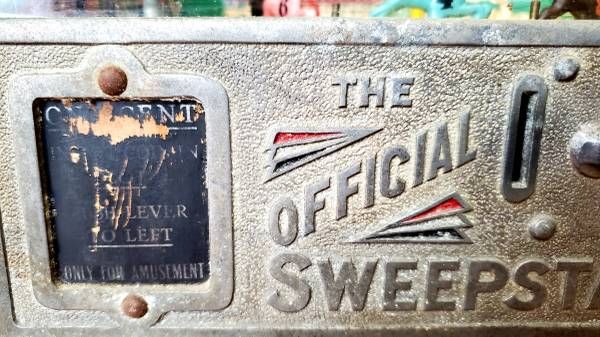 CENT
LEVER
TO LEFT
ONLY FOR AMUSEMENT
THE
OFFICIAL
SWEEPSTA